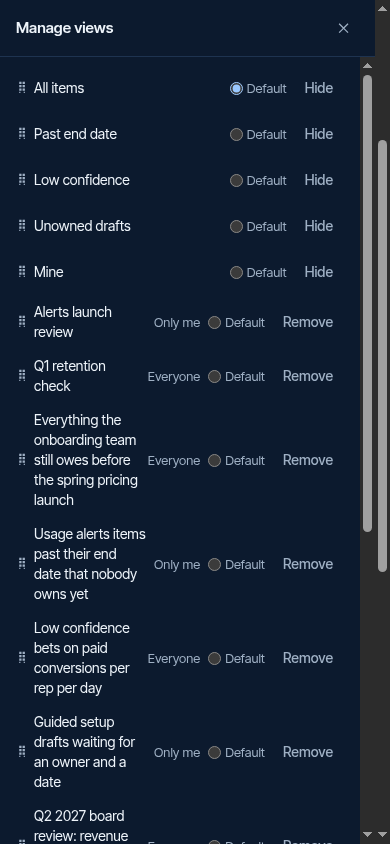 Manage views
All items Default Hide
Past end date Default Hide
Low confidence Default Hide
Unowned drafts Default Hide
Mine Default Hide
Alerts launch
review
Only me Default Remove
Q1 retention
check
Everyone Default Remove
Everything the
onboarding team
still owes before
the spring pricing
launch
Everyone Default Remove
Usage alerts items
past their end
date that nobody
owns yet
Only me Default Remove
Low confidence
bets on paid
conversions per
rep per day
Everyone Default Remove
Guided setup
drafts waiting for
an owner and a
date
Only me Default Remove
Q2 2027 board
review: revenue